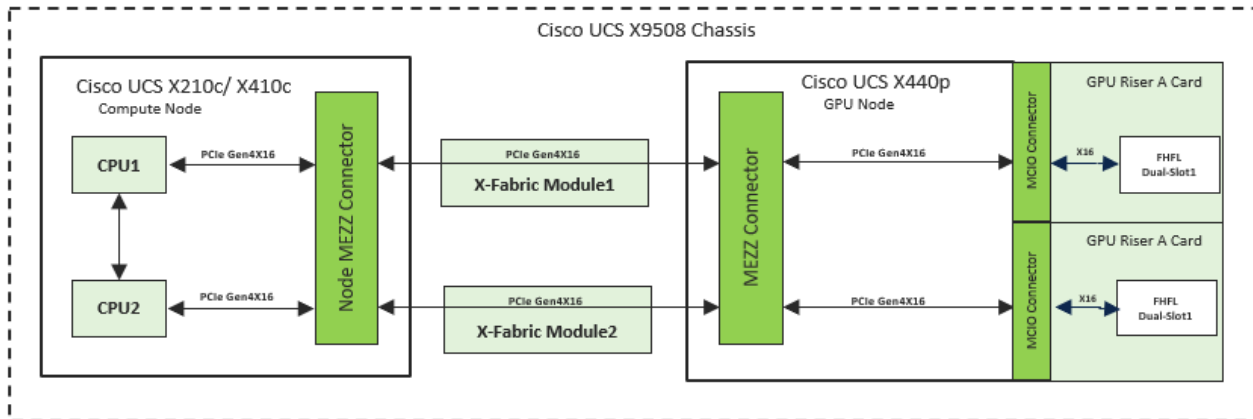 Cisco UCS X9508 Chassis
Cisco UCS X210c/ X410c
Compute Node
CPU1
PCIe Gen4X16
CPU2
PCIe Gen4X16
Node MEZZ Connector
PCIe Gen4X16
X-Fabric Module1
PCIe Gen4X16
X-Fabric Module2
Cisco UCS X440p
GPU Node
MEZZ Connector
PCIe Gen4X16
PCIe Gen4X16
MCIO Connector
GPU Riser A Card
X16
FHFL
Dual-Slot1
MCIO Connector
GPU Riser A Card
X16
FHFL
Dual-Slot1